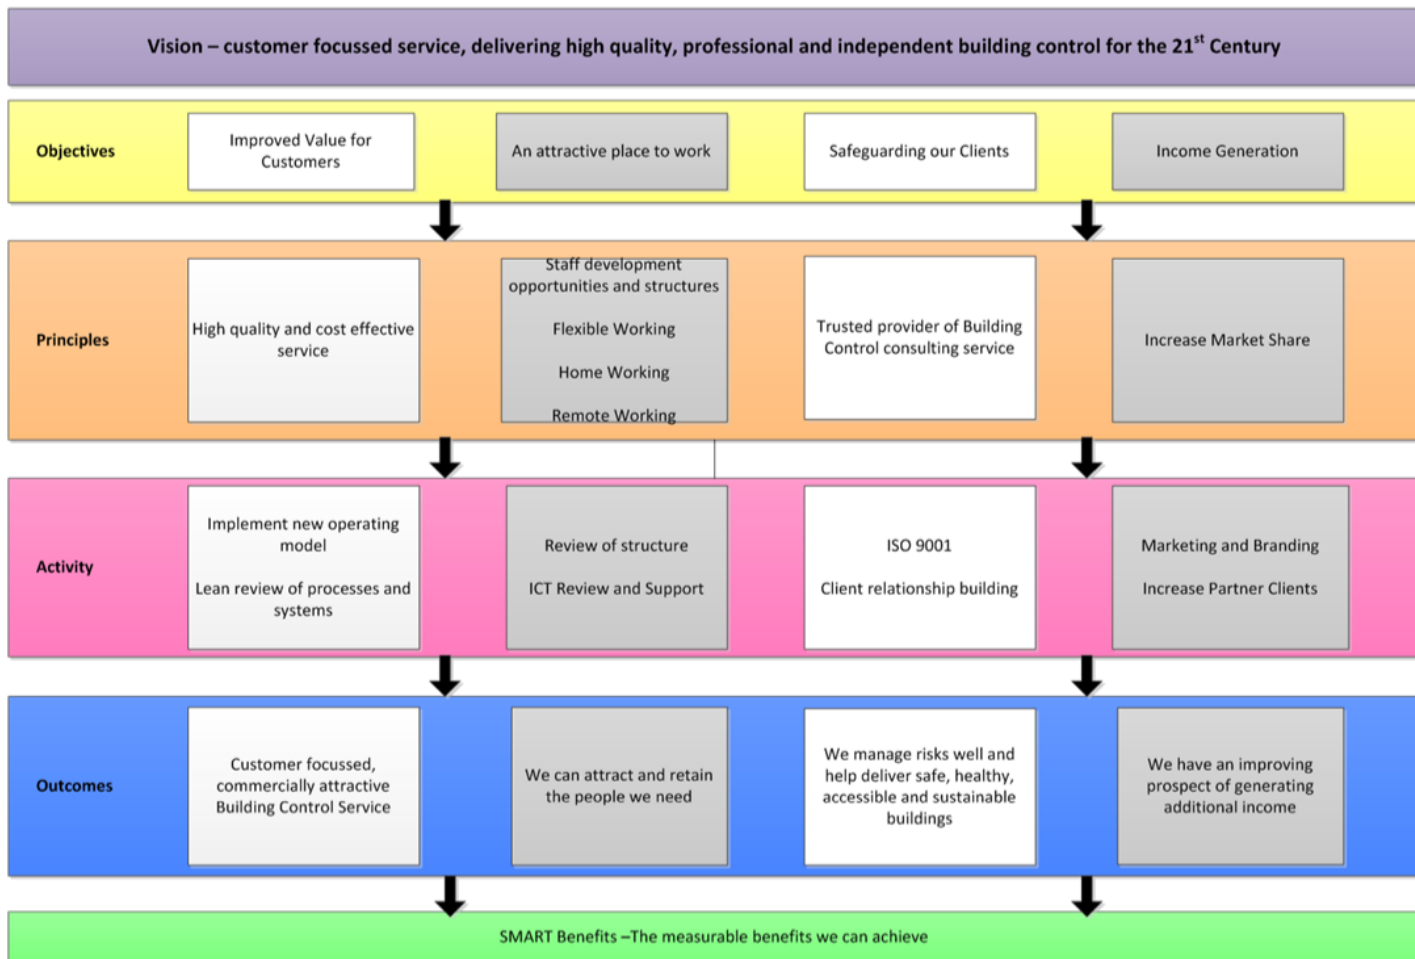 Vision – customer focussed service, delivering high quality, professional and independent building control for the 21st Century
Objectives
Improved Value for
Customers
An attractive place to work
Safeguarding our Clients
Income Generation
Principles
High quality and cost effective
service
Staff development
opportunities and structures
Flexible Working
Home Working
Remote Working
Trusted provider of Building
Control consulting service
Increase Market Share
Activity
Implement new operating
model
Lean review of processes and
systems
Review of structure
ICT Review and Support
ISO 9001
Client relationship building
Marketing and Branding
Increase Partner Clients
Outcomes
Customer focussed,
commercially attractive
Building Control Service
We can attract and retain
the people we need
We manage risks well and
help deliver safe, healthy,
accessible and sustainable
buildings
We have an improving
prospect of generating
additional income
SMART Benefits –The measurable benefits we can achieve